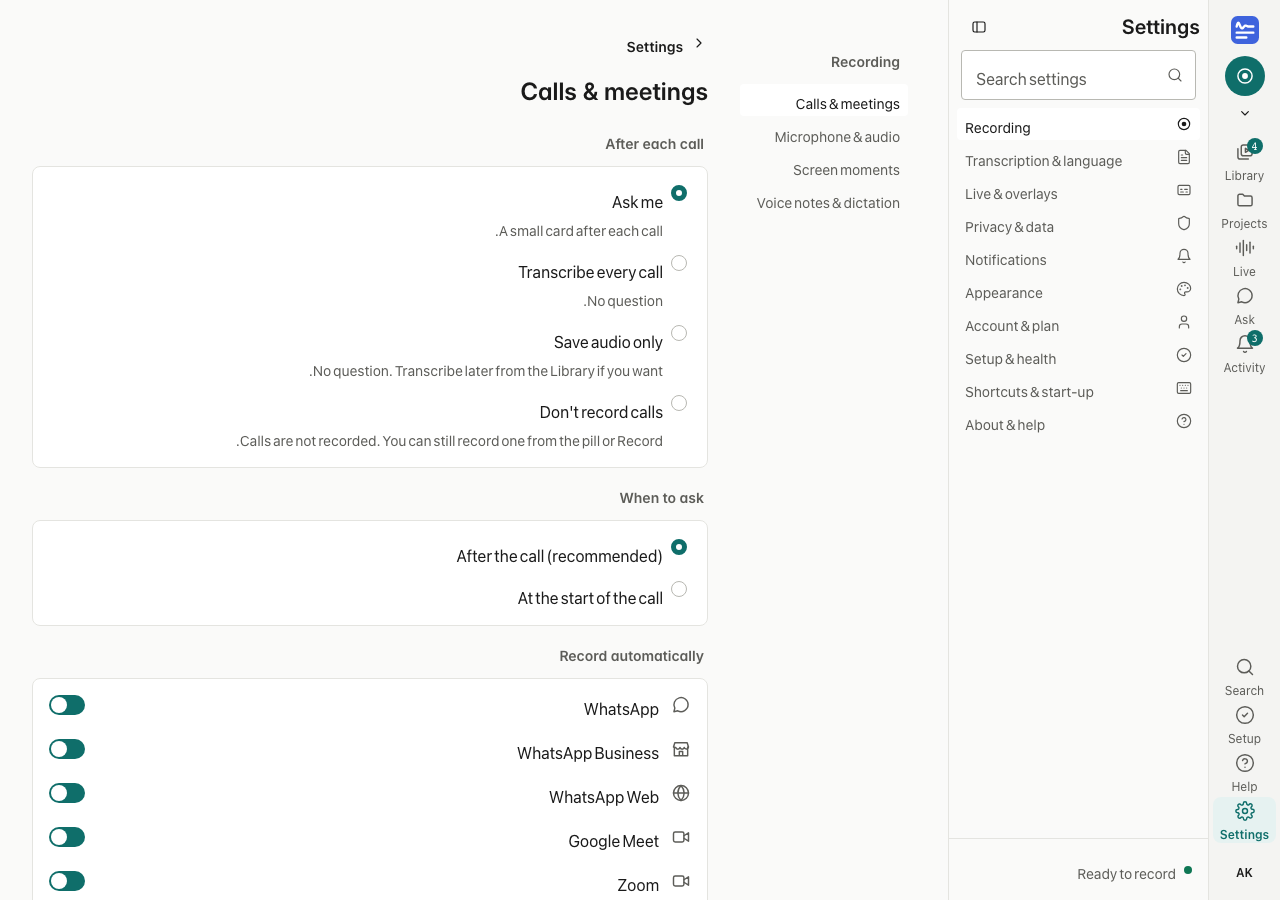 Settings
Search settings
Recording
Transcription & language
Live & overlays
Privacy & data
Notifications
Appearance
Account & plan
Setup & health
Shortcuts & start-up
About & help
Ready to record
4
Library
Projects
Live
Ask
3
Activity
Search
Setup
Help
Settings
AK
Recording
Calls & meetings
Microphone & audio
Screen moments
Voice notes & dictation
Settings
Calls & meetings
After each call
Ask me
.A small card after each call
Transcribe every call
.No question
Save audio only
.No question. Transcribe later from the Library if you want
Don't record calls
.Calls are not recorded. You can still record one from the pill or Record
When to ask
After the call (recommended)
At the start of the call
Record automatically
WhatsApp
WhatsApp Business
WhatsApp Web
Google Meet
Zoom